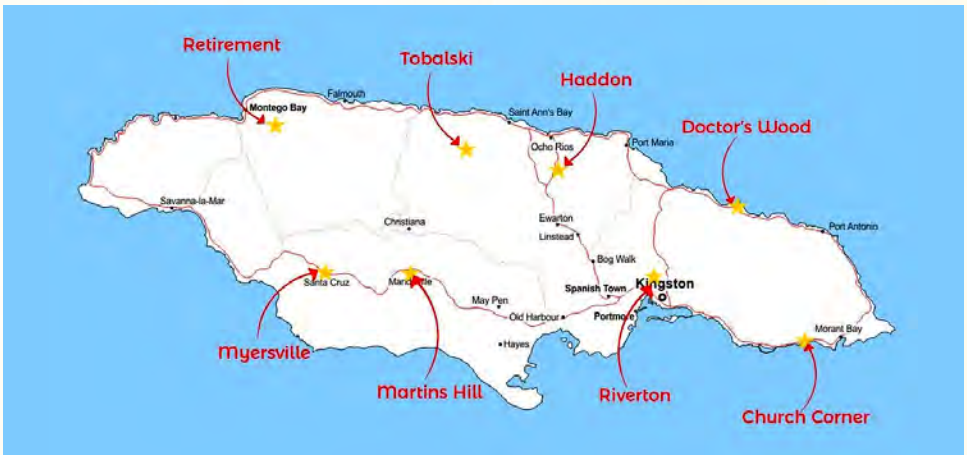 Retirement
Tobalski
Haddon
Falmouth
Montego Bay
Saint Ann's Bay
Doctor's Wood
Ocho Rios
Port Maria
Savanna-la-Mar
Christiana
Ewarton
Port Antonio
Linstead
Bog Walk
Santa Cruz
Kingston
Spanish Town
May Pen
Old Harbour
Portmore
Morant Bay
Hayes
Myersville
Martins Hill
Riverton
Church Corner